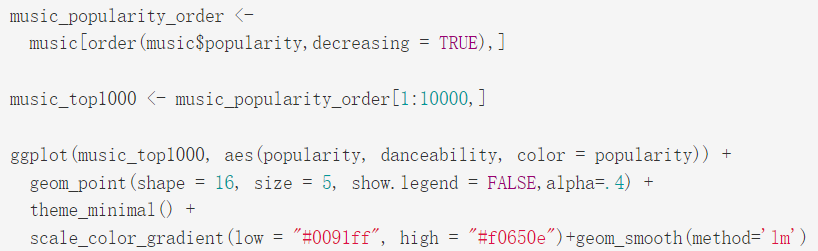 music_popularity_order <-
  music[order(music$popularity,decreasing = TRUE),]
music_top1000 <- music_popularity_order[1:10000,]
ggplot(music_top1000, aes(popularity, danceability, color = popularity)) +
  geom_point(shape = 16, size = 5, show.legend = FALSE,alpha=.4) +
  theme_minimal() +
  scale_color_gradient(low = "#0091ff", high = "#f0650e")+geom_smooth(method='lm')